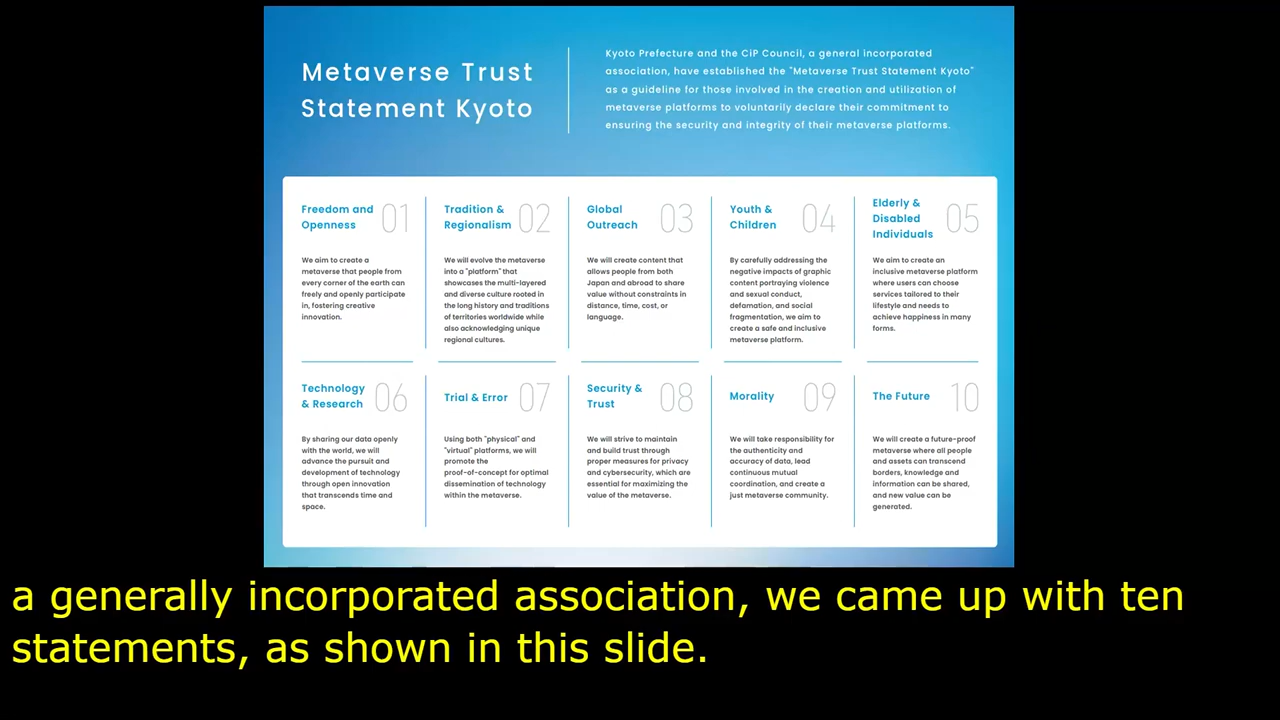 Metaverse Trust
Statement Kyoto
Kyoto Prefecture and the CiP Council, a general incorporated
association, have established the "Metaverse Trust Statement Kyoto"
as a guideline for those involved in the creation and utilization of
metaverse platforms to voluntarily declare their commitment to
ensuring the security and integrity of their metaverse platforms.
Freedom and
Openness
01
We aim to create a
metaverse that people from
every corner of the earth can
freely and openly participate
in, fostering creative
innovation.
Tradition &
Regionalism
02
We will evolve the metaverse
into a "platform" that
showcases the multi-layered
and diverse culture rooted in
the long history and traditions
of territories worldwide while
also acknowledging unique
regional cultures.
Global
Outreach
03
We will create content that
allows people from both
Japan and abroad to share
value without constraints in
distance, time, cost, or
language.
Youth &
Children
04
By carefully addressing the
negative impacts of graphic
content portraying violence
and sexual conduct,
defamation, and social
fragmentation, we aim to
create a safe and inclusive
metaverse platform.
Elderly &
Disabled
Individuals
05
We aim to create an
inclusive metaverse platform
where users can choose
services tailored to their
lifestyle and needs to
achieve happiness in many
forms.
Technology
& Research
06
By sharing our data openly
with the world, we will
advance the pursuit and
development of technology
through open innovation
that transcends time and
space.
Trial & Error
07
Using both "physical" and
"virtual" platforms, we will
promote the
proof-of-concept for optimal
dissemination of technology
within the metaverse.
Security &
Trust
08
We will strive to maintain
and build trust through
proper measures for privacy
and cybersecurity, which are
essential for maximizing the
value of the metaverse.
Morality
09
We will take responsibility for
the authenticity and
accuracy of data, lead
continuous mutual
coordination, and create a
just metaverse community.
The Future
10
We will create a future-proof
metaverse where all people
and assets can transcend
borders, knowledge and
information can be shared,
and new value can be
generated.
a generally incorporated association, we came up with ten
statements, as shown in this slide.